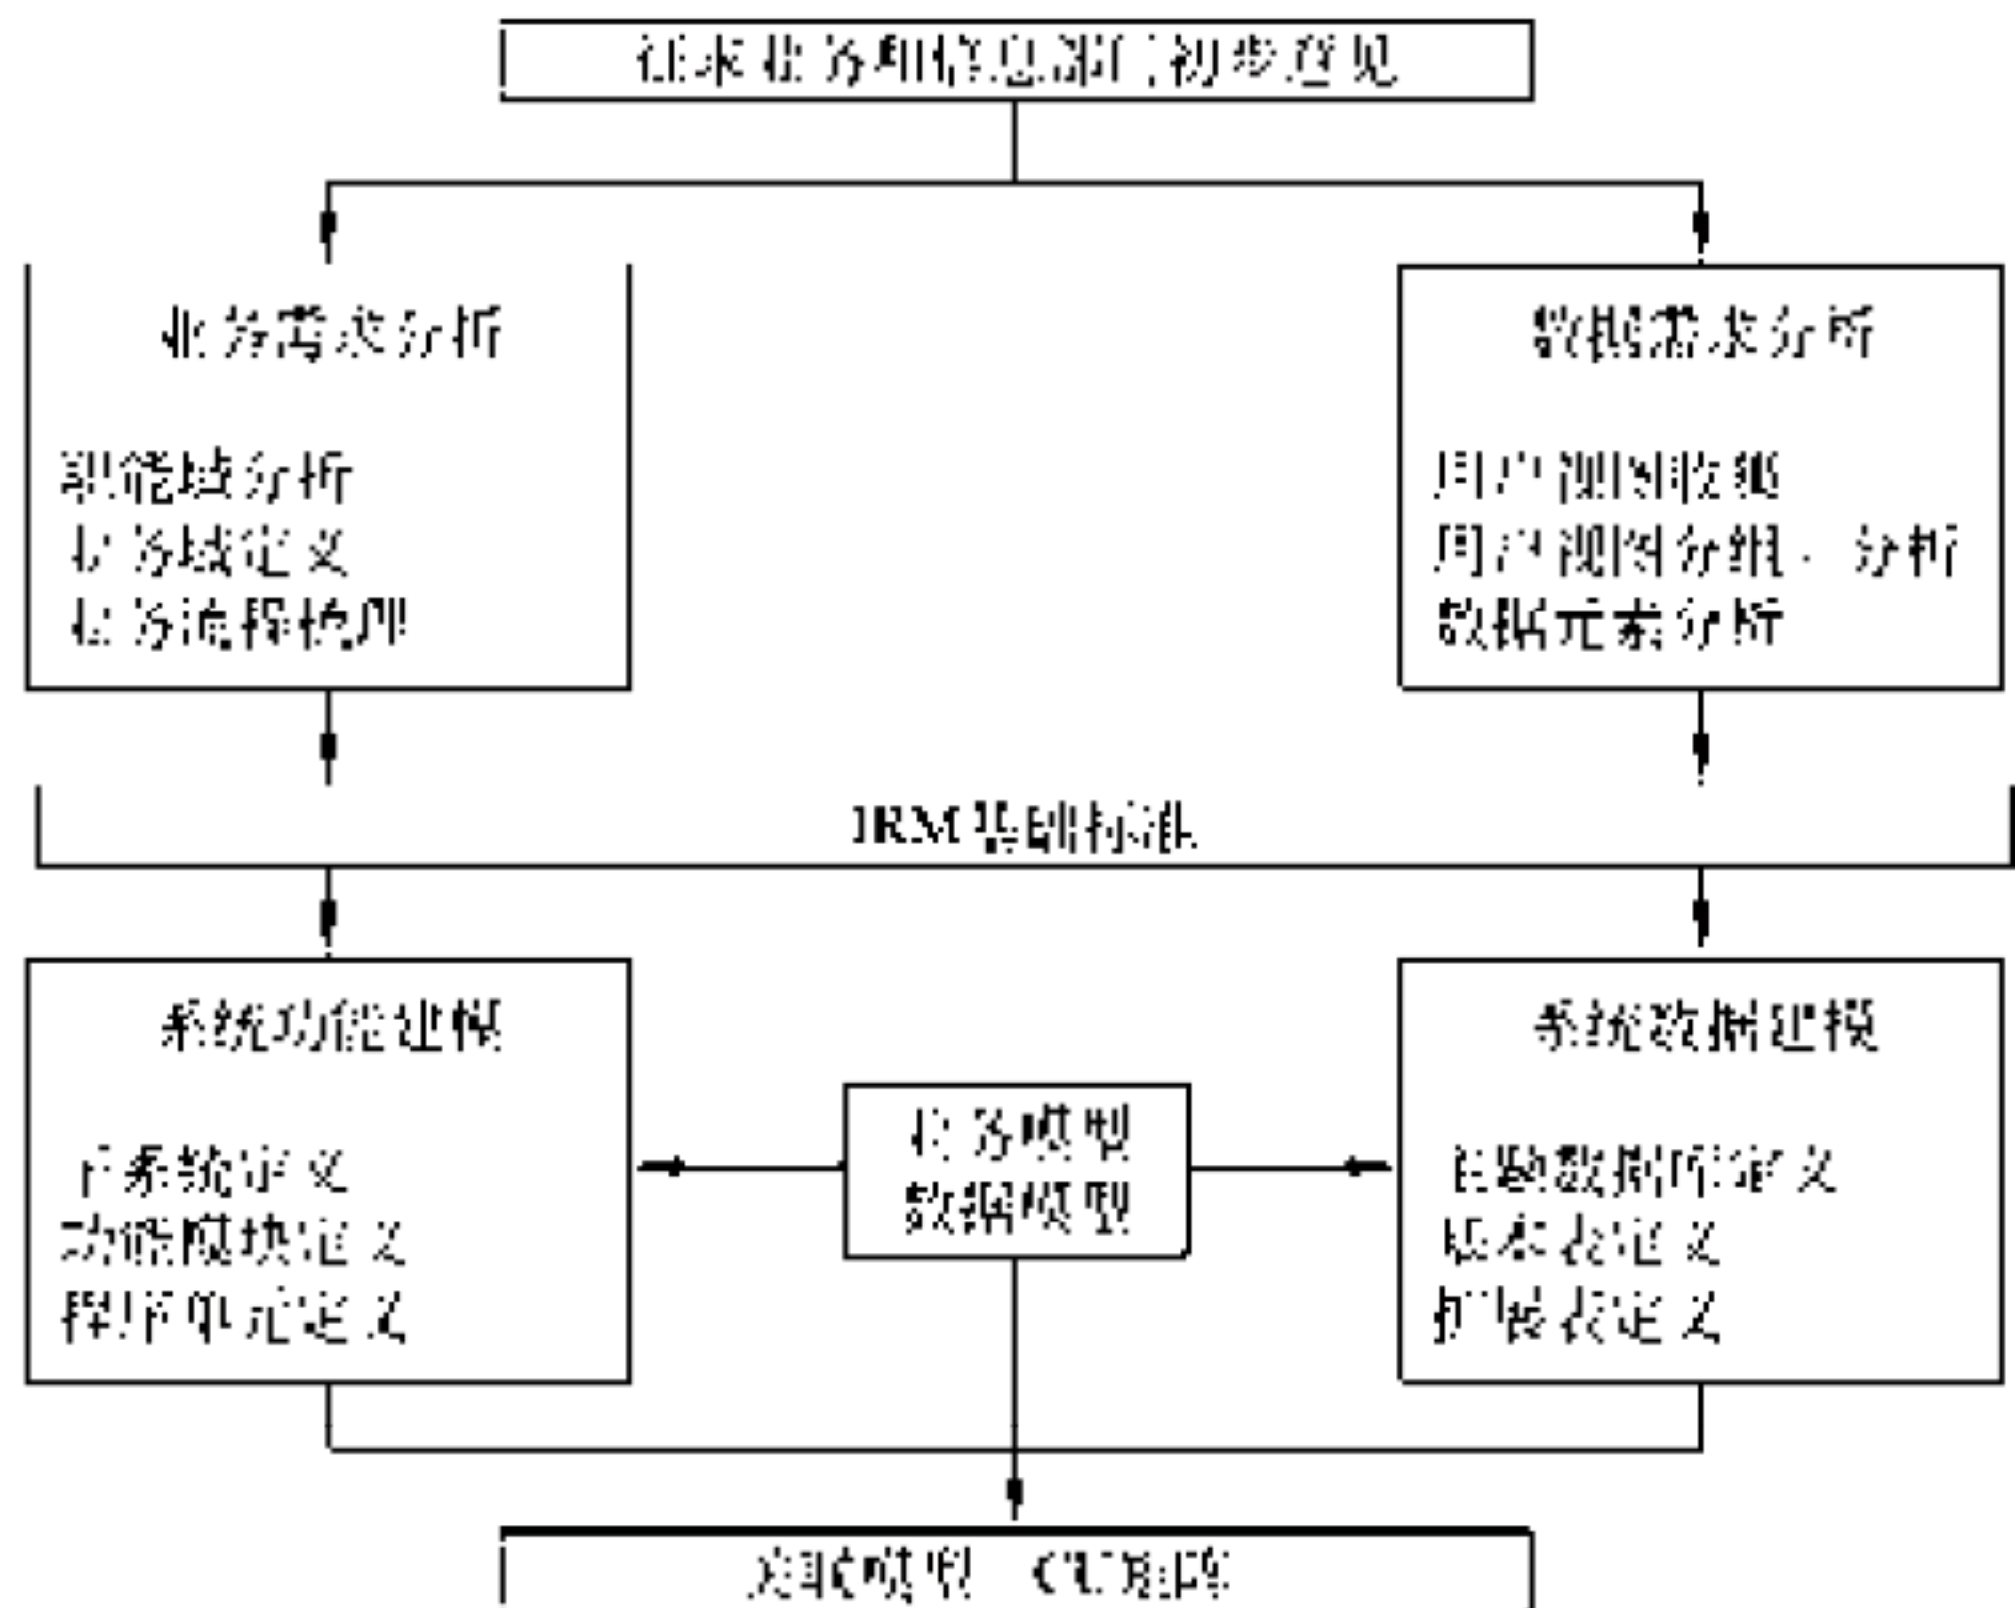 征求业务和信息部门初步意见
业务需求分析
职能域分析
业务域定义
业务流程梳理
数据需求分析
用户视图收集
用户视图分组、分析
数据元素分析
IRM基础标准
系统功能建模
子系统定义
功能模块定义
程序单元定义
业务模型
数据模型
系统数据建模
主题数据库定义
基本表定义
扩展表定义
关联模型 CU矩阵